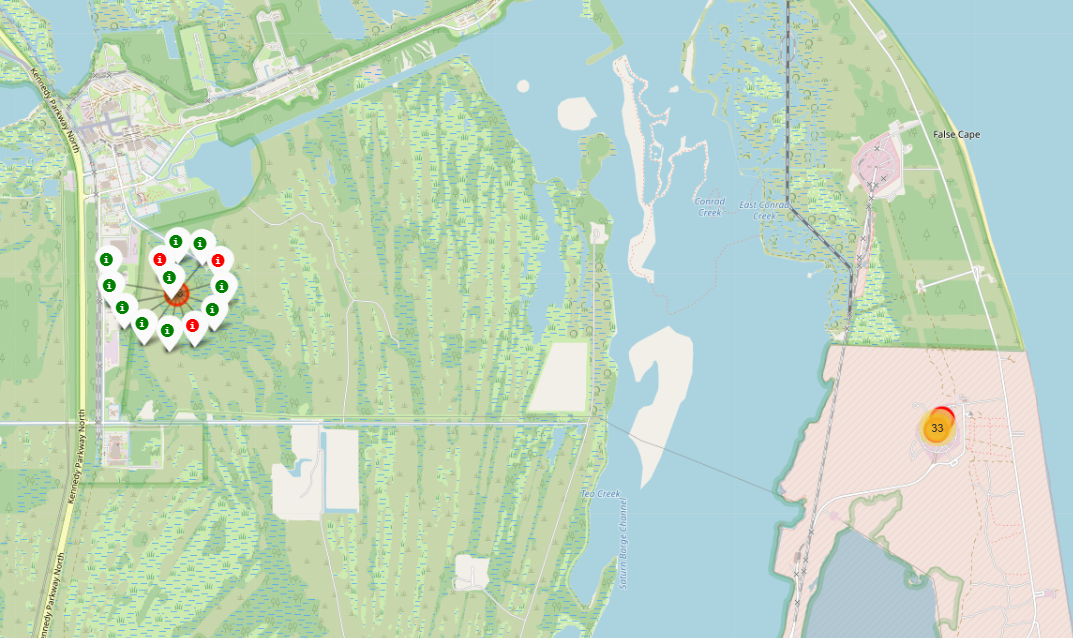 Kennedy Parkway North
False Cape
Conrad
Creek
East Conrad
Creek
33
Kennedy Parkway North
Tea Creek
Saturn Barge Channel
Kennedy Parkway North